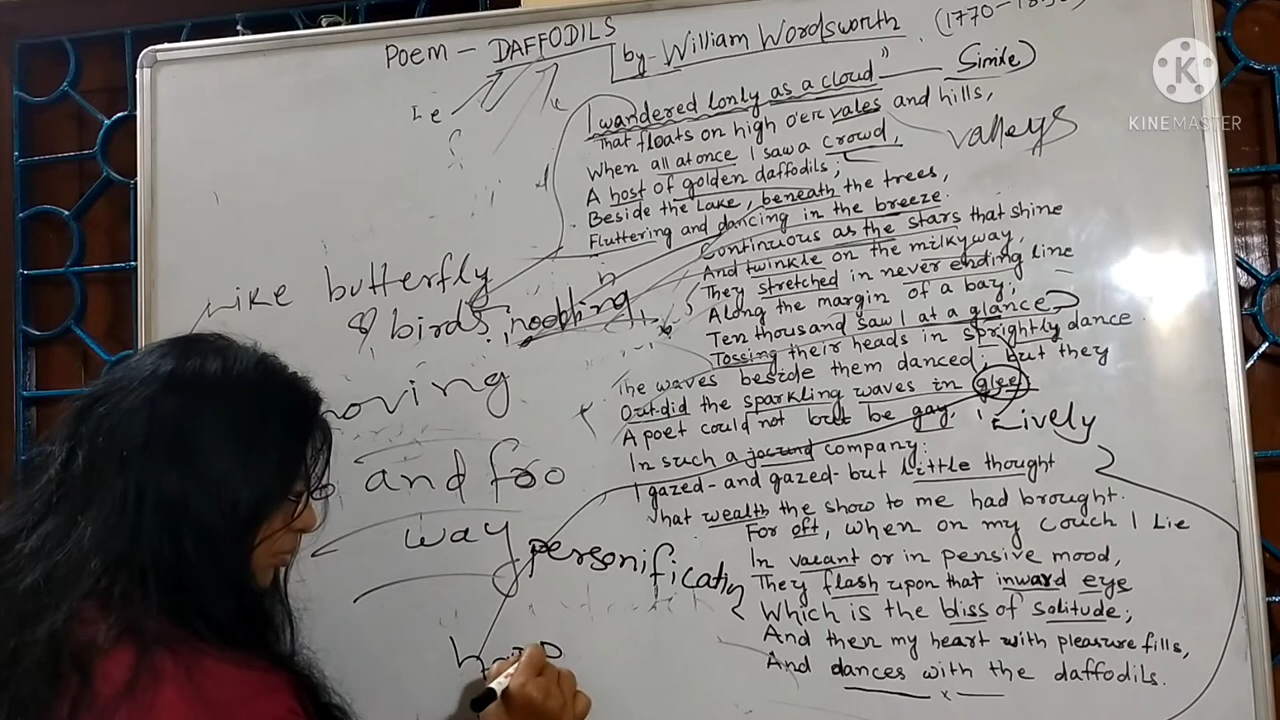 Poem - DAFFODILS
by- William Wordsworth
I wandered lonly as a cloud" Simile
That floats on high o'er vales and hills,
valleys
When all at once I saw a crowd,
A host of golden daffodils;
Beside the Lake, beneath the trees,
Fluttering and dancing in the breeze.
Continuous as the stars that shine
And twinkle on the milkyway,
They stretched in never ending line
Along the margin of a bay;
Ten thousand saw I at a glance
Tossing their heads in sprightly dance
The waves beside them danced; but they
Out-did the sparkling waves in glee
A poet could not but be gay,
Lively
In such a jocund company:
I gazed - and gazed - but little thought
What wealth the show to me had brought.
For oft, when on my couch I Lie
In vacant or in pensive mood,
They flash upon that inward eye
Which is the bliss of solitude;
And then my heart with pleasure fills,
And dances with the daffodils.
x
Like butterfly
& birds,
moving
and fro
way
personification
KINEMASTER